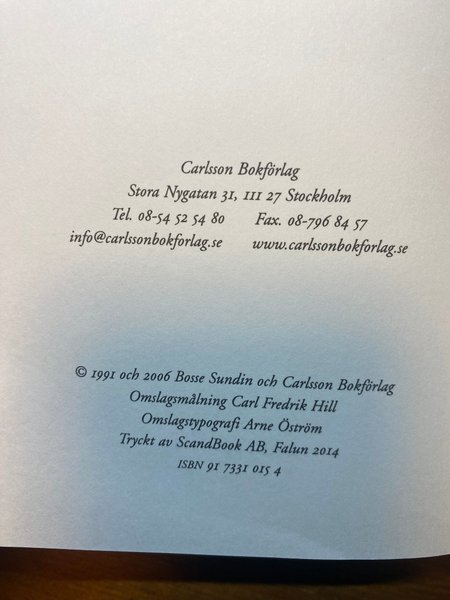 Carlsson Bokförlag
Stora Nygatan 31, 111 27 Stockholm
Tel. 08-54 52 54 80 Fax. 08-796 84 57
info@carlssonbokforlag.se www.carlssonbokforlag.se
© 1991 och 2006 Bosse Sundin och Carlsson Bokförlag
Omslagsmålning Carl Fredrik Hill
Omslagstypografi Arne Öström
Tryckt av ScandBook AB, Falun 2014
ISBN 91 7331 015 4